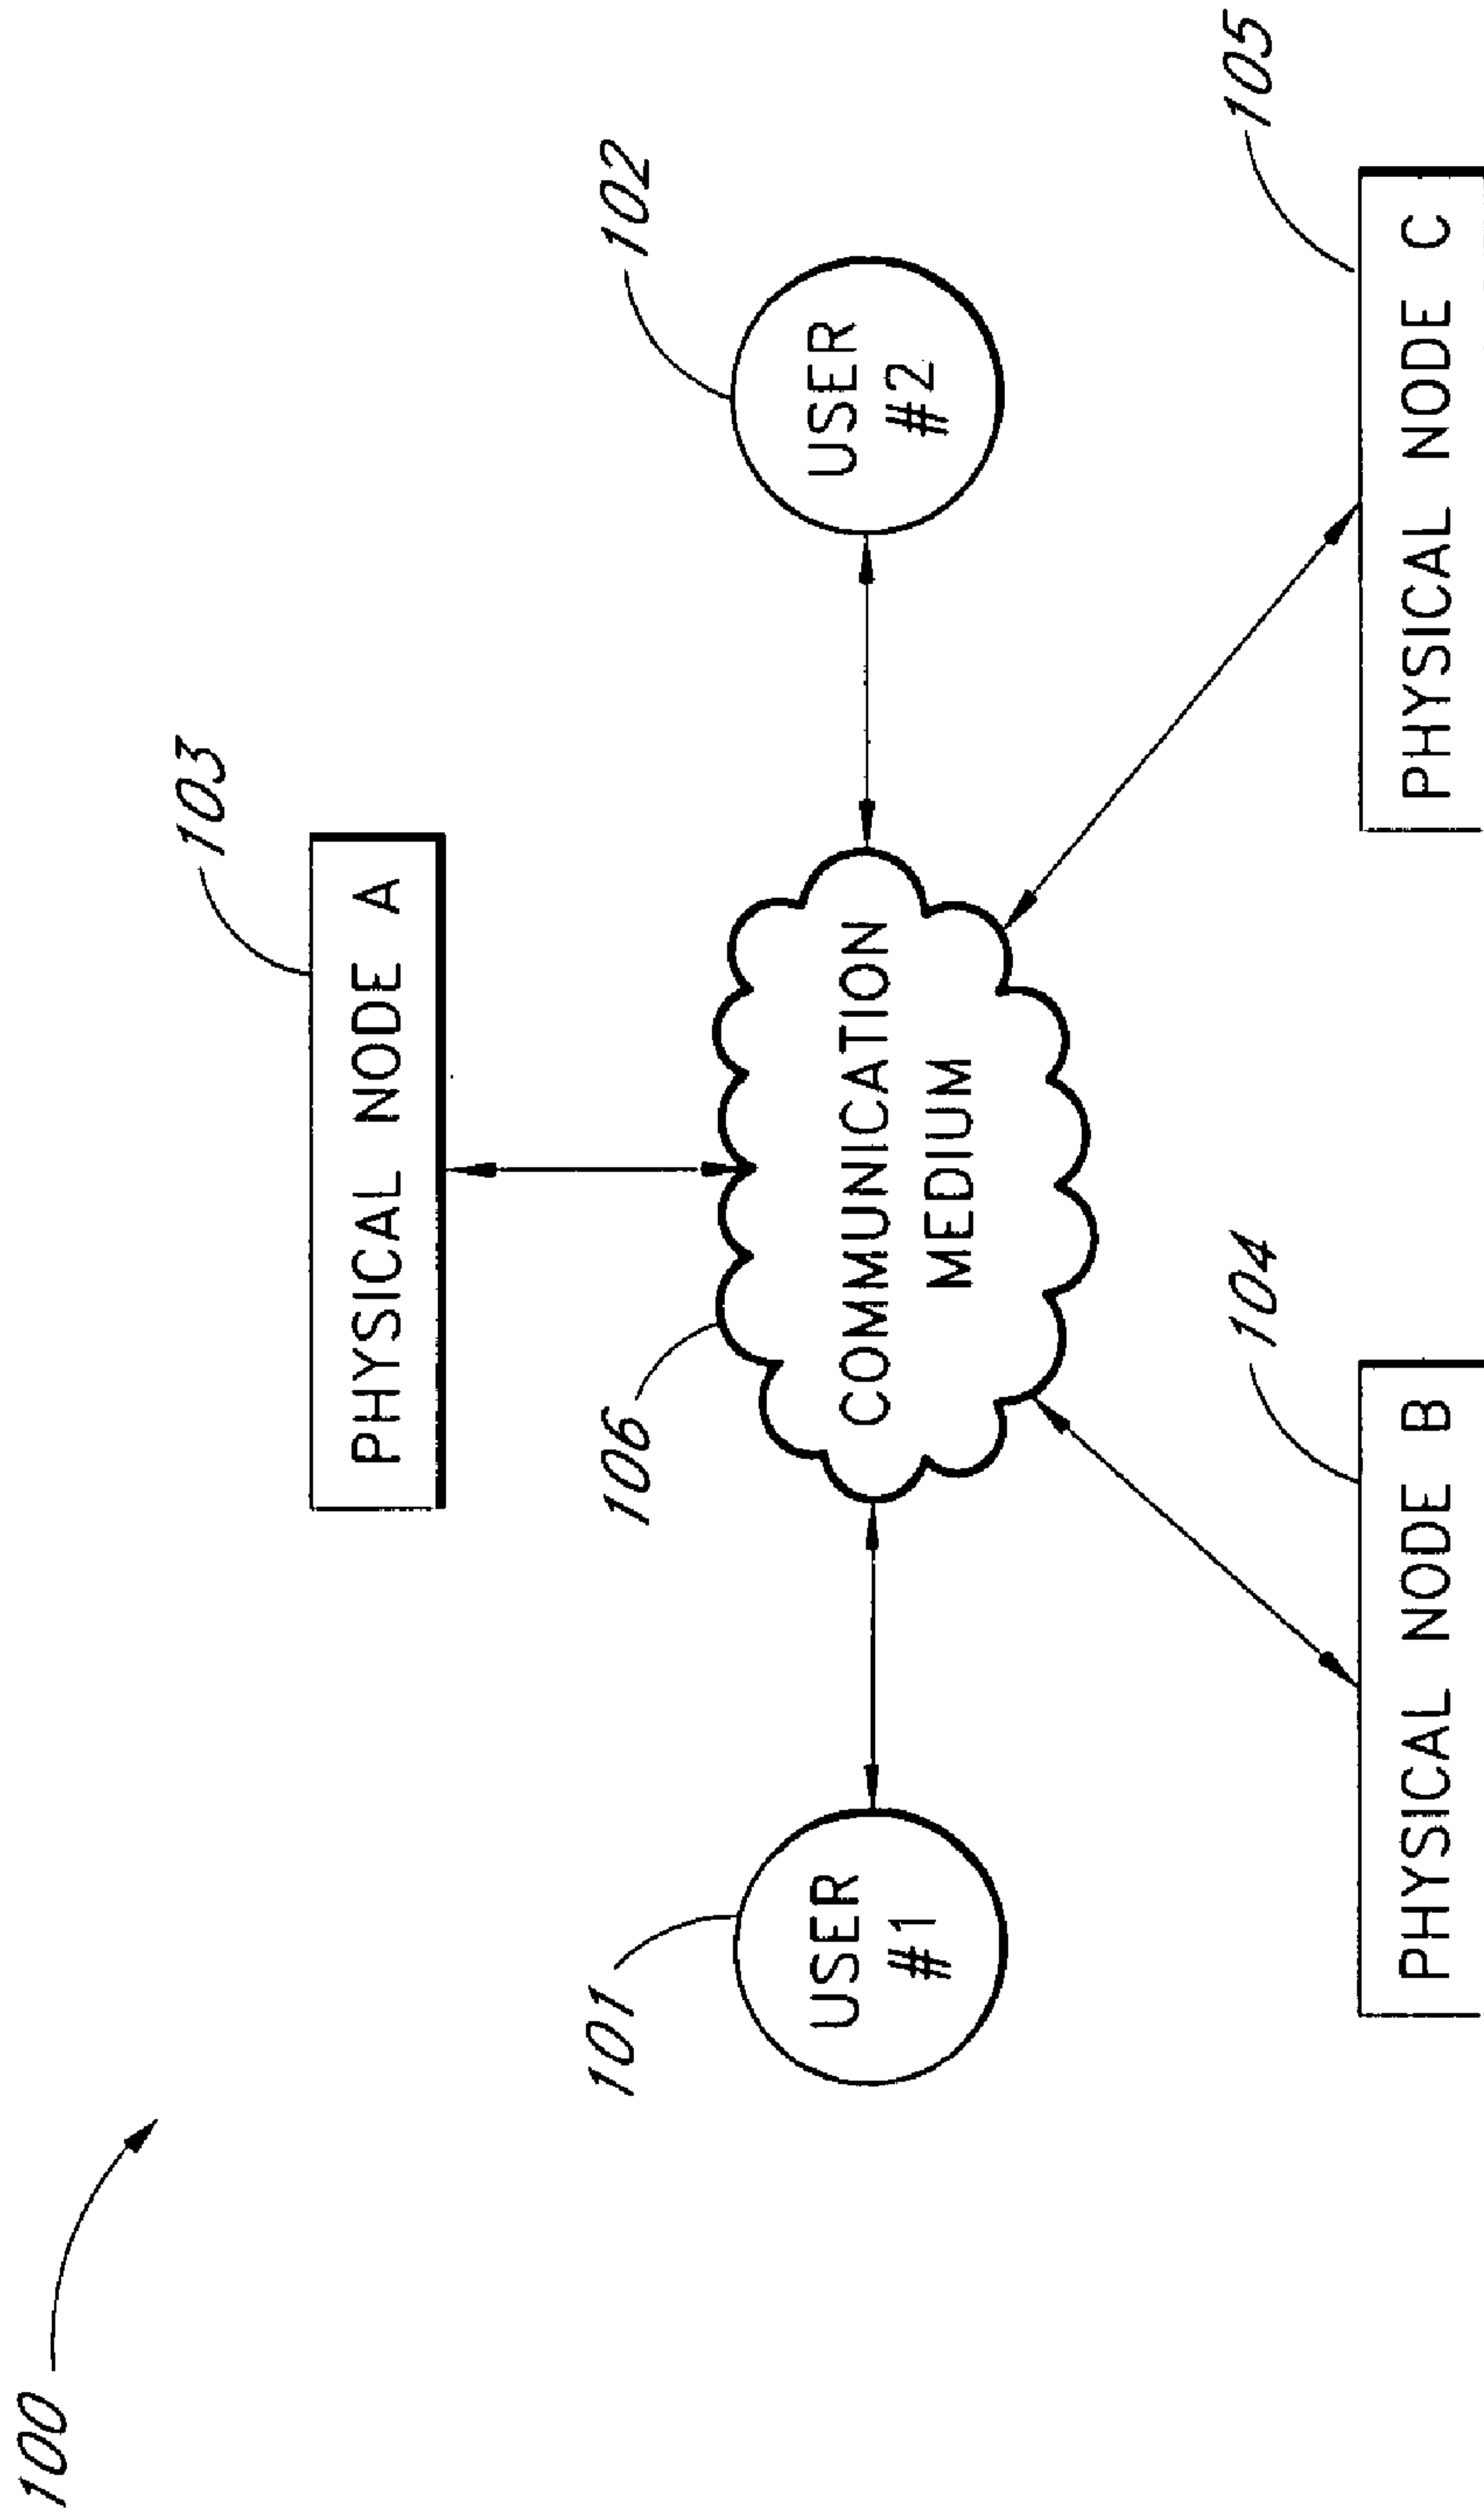 100
103
PHYSICAL NODE A
101
106
102
USER
#1
COMMUNICATION
MEDIUM
USER
#2
104
105
PHYSICAL NODE B
PHYSICAL NODE C